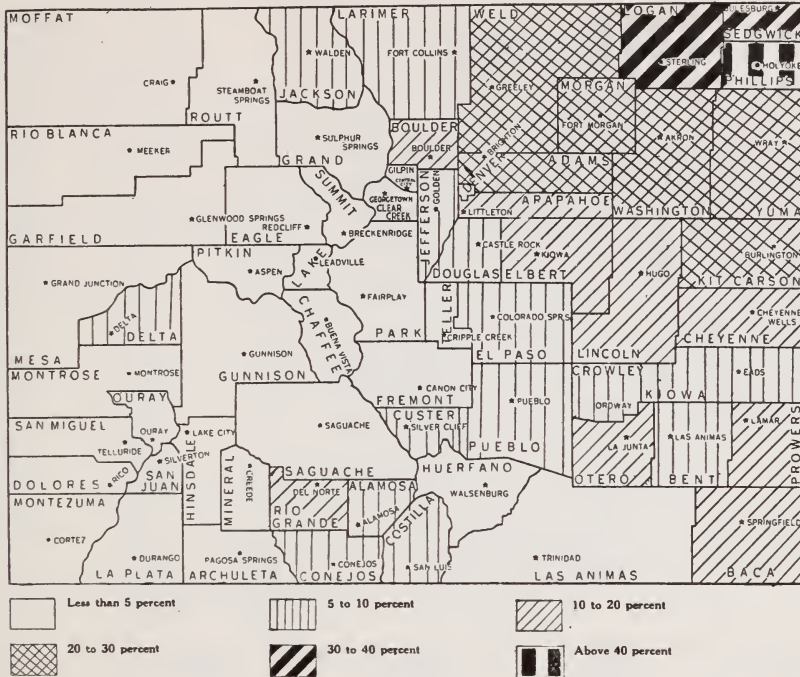 MOFFAT
LARIMER
WELD
LOGAN
SEDGWICK
WALDEN
FORT COLLINS
STERLING
HOLYOKE
PHILLIPS
CRAIG
STEAMBOAT
SPRINGS
JACKSON
GREELEY
MORGAN
ROUTT
FORT MORGAN
RIO BLANCA
MEEKER
SULPHUR
SPRINGS
BOULDER
BOULDER
BRIGHTON
AKRON
WRAY
GRAND
GILPIN
CENTRAL
CITY
DENVER
ADAMS
SUMMIT
GEORGETOWN
CLEAR
CREEK
JEFFERSON
GOLDEN
ARAPAHOE
LITTLETON
WASHINGTON
YUMA
GLENWOOD SPRINGS
REDCLIFF
GARFIELD
EAGLE
BRECKENRIDGE
CASTLE ROCK
KIOWA
BURLINGTON
PITKIN
LEADVILLE
LAKE
ASPEN
DOUGLAS
ELBERT
HUGO
KIT CARSON
GRAND JUNCTION
FAIRPLAY
TELLER
COLORADO SPRS.
CHEYENNE
WELLS
DELTA
DELTA
CHAFFEE
BUENA VISTA
PARK
CRIPPLE CREEK
CHEYENNE
MESA
GUNNISON
EL PASO
LINCOLN
MONTROSE
MONTROSE
GUNNISON
CANON CITY
CROWLEY
KIOWA
EADS
OURAY
FREMONT
PUEBLO
ORDWAY
SAN MIGUEL
OURAY
LAKE CITY
SAGUACHE
CUSTER
SILVER CLIFF
LAMAR
PROWERS
TELLURIDE
LA JUNTA
LAS ANIMAS
SILVERTON
PUEBLO
RICO
SAN
JUAN
HINSDALE
MINERAL
CREEDE
SAGUACHE
HUERFANO
OTERO
BENT
DOLORES
DEL NORTE
ALAMOSA
WALSENBURG
MONTEZUMA
RIO
GRANDE
ALAMOSA
COSTILLA
SPRINGFIELD
CORTEZ
DURANGO
PAGOSA SPRINGS
CONEJOS
SAN LUIS
TRINIDAD
LA PLATA
ARCHULETA
CONEJOS
LAS ANIMAS
BACA
Less than 5 percent
5 to 10 percent
10 to 20 percent
20 to 30 percent
30 to 40 percent
Above 40 percent